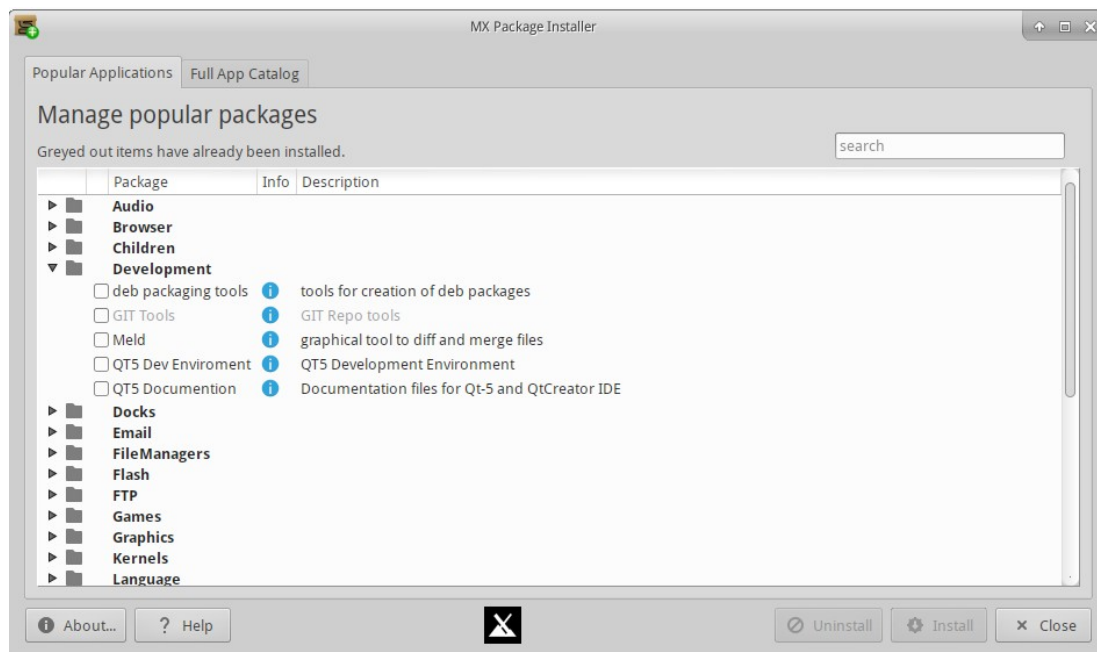 MX Package Installer
Popular Applications Full App Catalog
Manage popular packages
Greyed out items have already been installed.
search
Package Info Description
Audio
Browser
Children
Development
deb packaging tools tools for creation of deb packages
GIT Tools GIT Repo tools
Meld graphical tool to diff and merge files
QT5 Dev Enviroment QT5 Development Environment
QT5 Documention Documentation files for Qt-5 and QtCreator IDE
Docks
Email
FileManagers
Flash
FTP
Games
Graphics
Kernels
Language
About... ? Help Uninstall Install Close